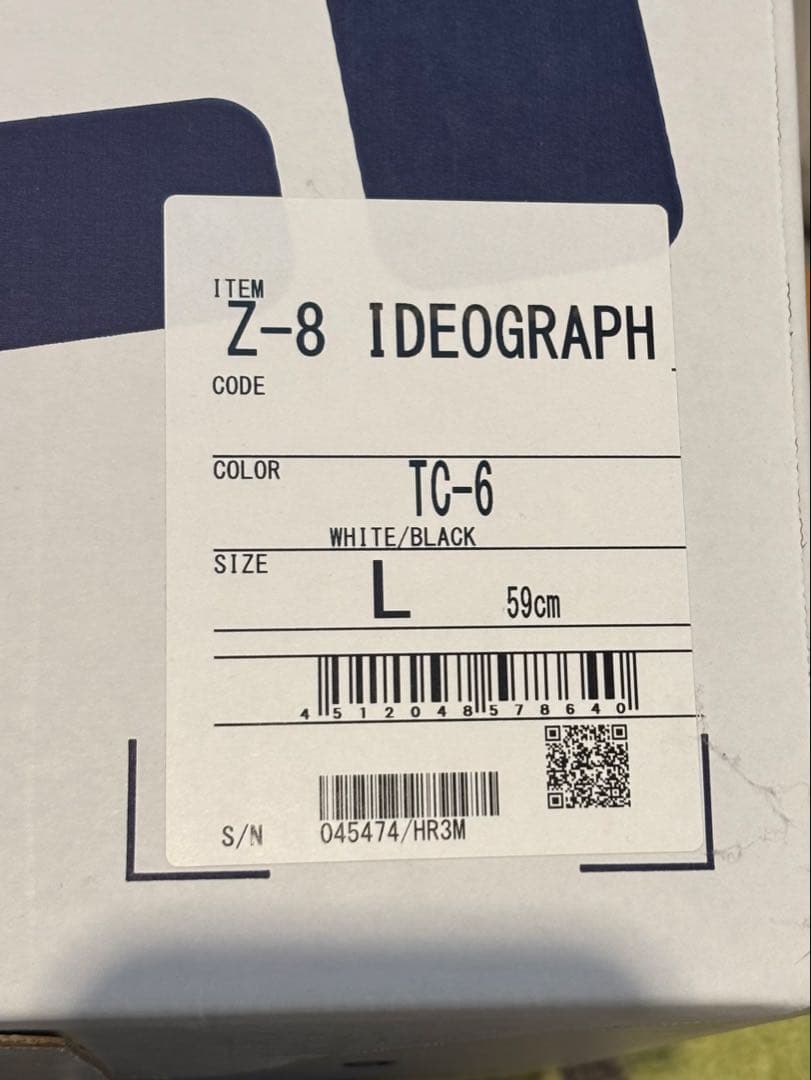 ITEM
Z-8 IDEOGRAPH
CODE
COLOR
TC-6
WHITE/BLACK
SIZE
L 59cm
4 512048 578640
S/N 045474/HR3M